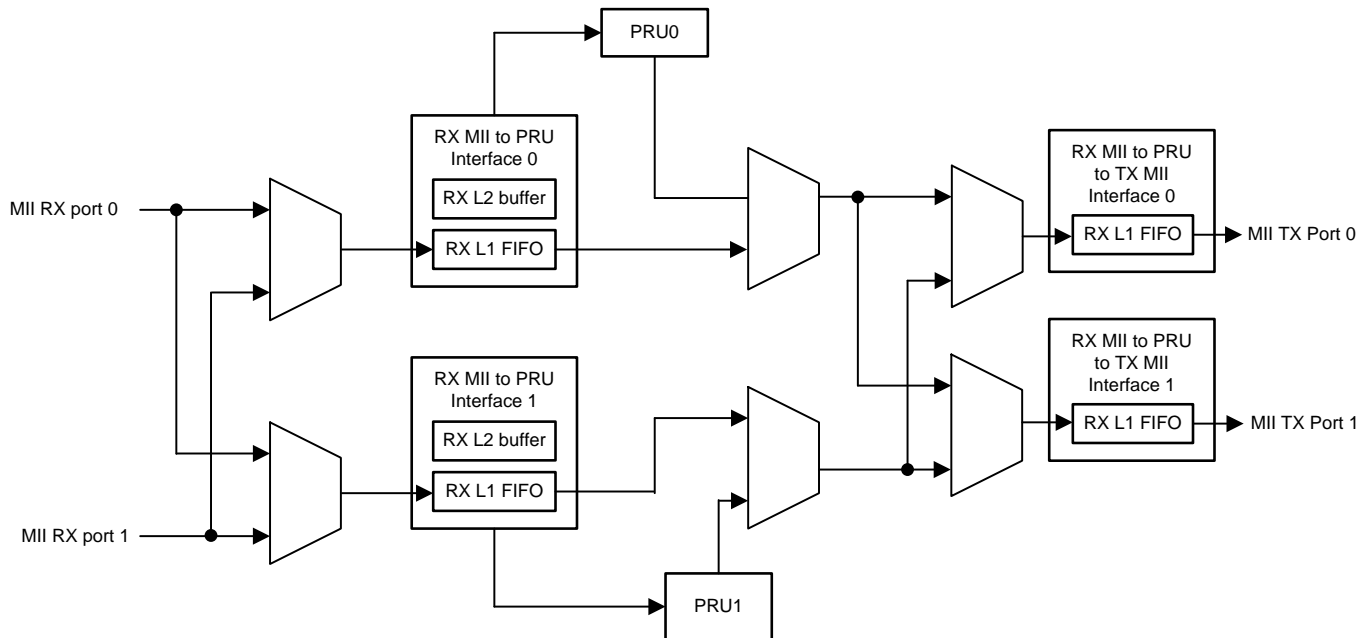 PRU0
RX MII to PRU
Interface 0
RX L2 buffer
RX L1 FIFO
MII RX port 0
RX MII to PRU
to TX MII
Interface 0
RX L1 FIFO
MII TX Port 0
RX MII to PRU
Interface 1
RX L2 buffer
RX L1 FIFO
MII RX port 1
RX MII to PRU
to TX MII
Interface 1
RX L1 FIFO
MII TX Port 1
PRU1